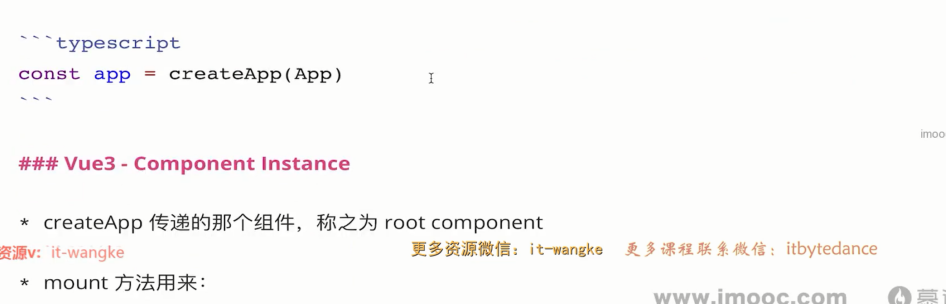 ```typescript
const app = createApp(App)
```
imoo
### Vue3 - Component Instance
* createApp 传递的那个组件，称之为 root component
资源v: it-wangke 更多资源微信：it-wangke 更多课程联系微信：itbytedance
* mount 方法用来：
www.imooc.com 慕